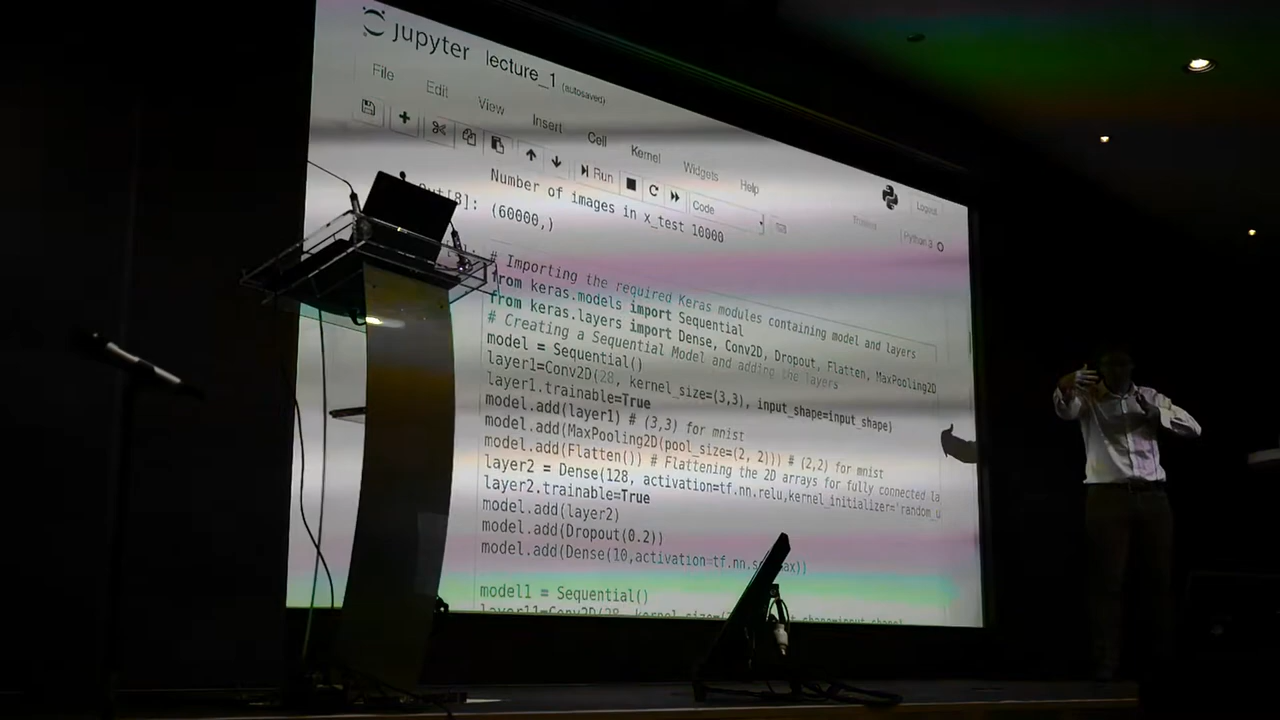 jupyter lecture_1 (autosaved)
File Edit View Insert Cell Kernel Widgets Help
Logout
Run Code Python 3
Number of images in x_test 10000
(60000,)
# Importing the required Keras modules containing model and layers
from keras.models import Sequential
from keras.layers import Dense, Conv2D, Dropout, Flatten, MaxPooling2D
# Creating a Sequential Model and adding the layers
model = Sequential()
layer1=Conv2D(28, kernel_size=(3,3), input_shape=input_shape)
layer1.trainable=True
model.add(layer1) # (3,3) for mnist
model.add(MaxPooling2D(pool_size=(2, 2))) # (2,2) for mnist
model.add(Flatten()) # Flattening the 2D arrays for fully connected la
layer2 = Dense(128, activation=tf.nn.relu,kernel_initializer='random_u
layer2.trainable=True
model.add(layer2)
model.add(Dropout(0.2))
model.add(Dense(10,activation=tf.nn.
model1 = Sequential()